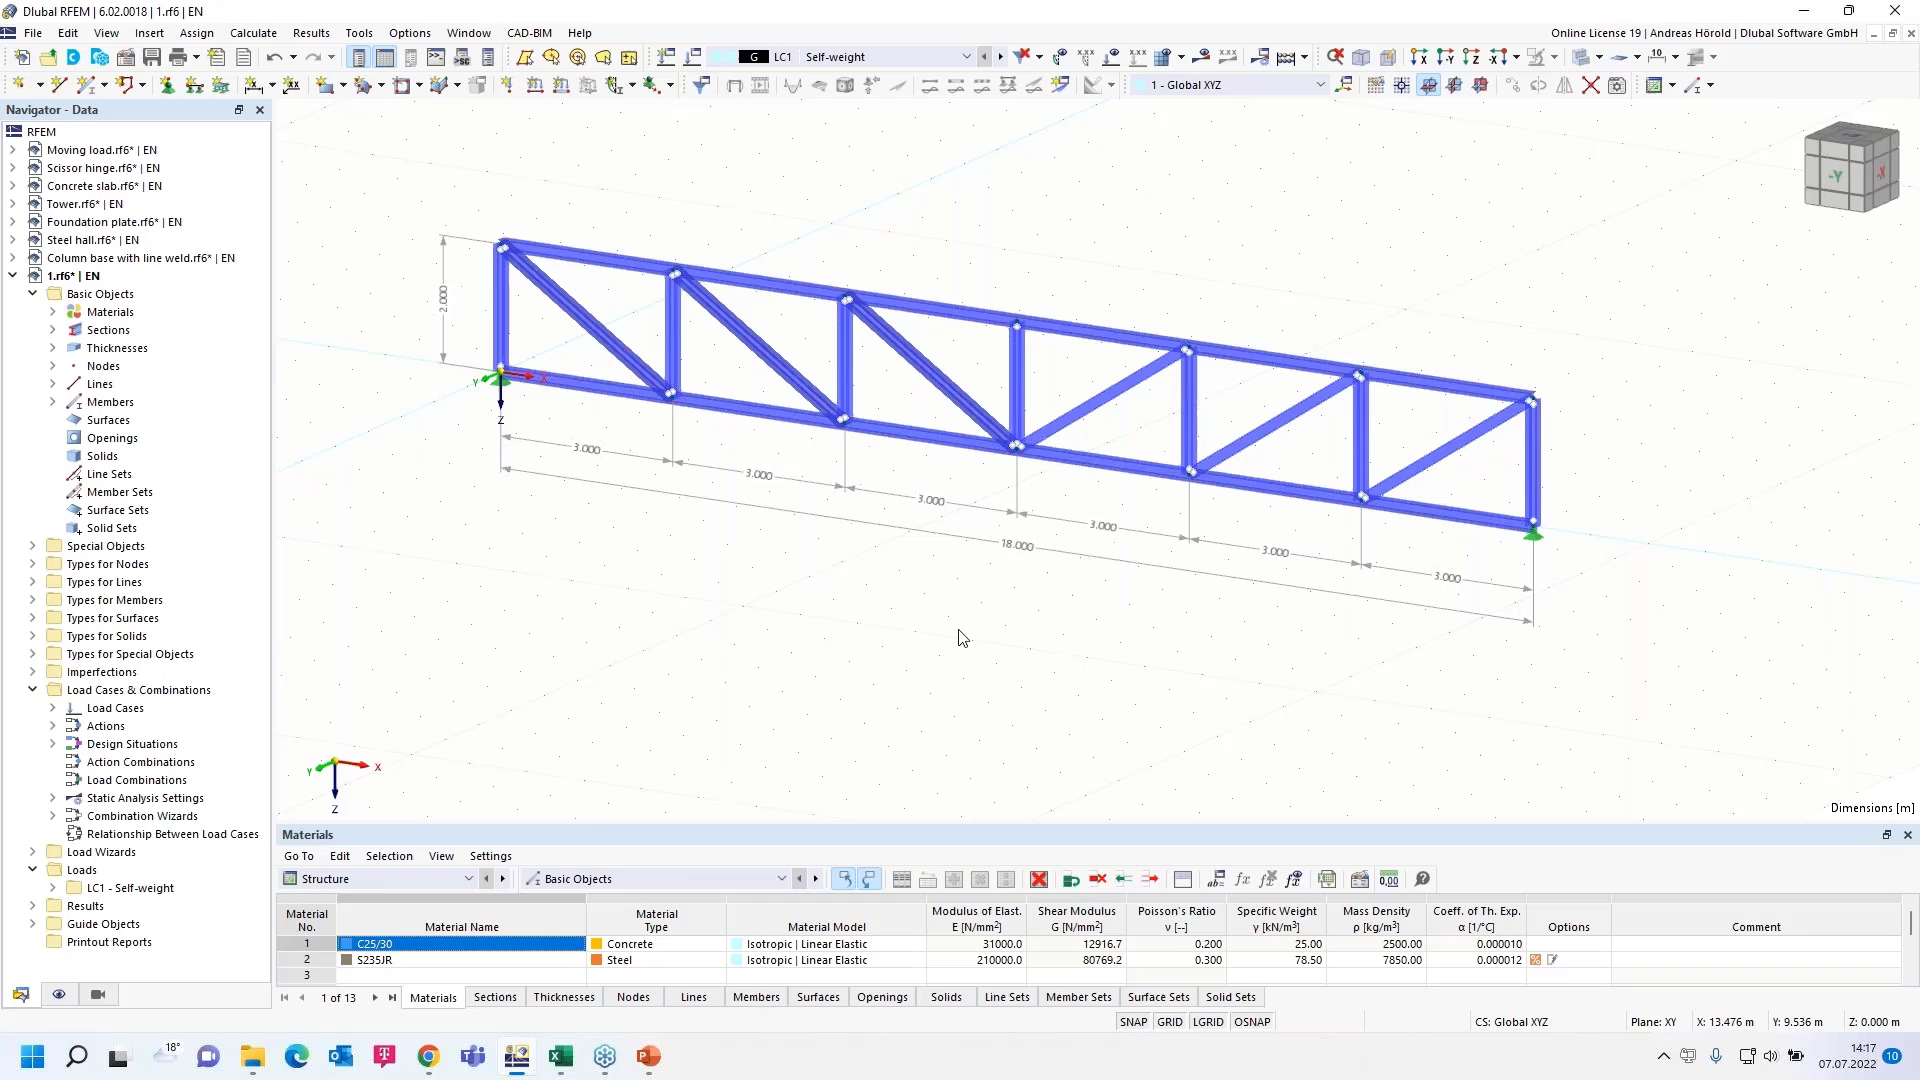 Dlubal RFEM | 6.02.0018 | 1.rf6 | EN
File Edit View Insert Assign Calculate Results Tools Options Window CAD-BIM Help
Online License 19 | Andreas Hörold | Dlubal Software GmbH
G LC1 Self-weight
1 - Global XYZ
Navigator - Data
RFEM
Moving load.rf6* | EN
Scissor hinge.rf6* | EN
Concrete slab.rf6* | EN
Tower.rf6* | EN
Foundation plate.rf6* | EN
Steel hall.rf6* | EN
Column base with line weld.rf6* | EN
1.rf6* | EN
Basic Objects
Materials
Sections
Thicknesses
Nodes
Lines
Members
Surfaces
Openings
Solids
Line Sets
Member Sets
Surface Sets
Solid Sets
Special Objects
Types for Nodes
Types for Lines
Types for Members
Types for Surfaces
Types for Solids
Types for Special Objects
Imperfections
Load Cases & Combinations
Load Cases
Actions
Design Situations
Action Combinations
Load Combinations
Static Analysis Settings
Combination Wizards
Relationship Between Load Cases
Load Wizards
Loads
LC1 - Self-weight
Results
Guide Objects
Printout Reports
-Y -X
2.000
Y X
Z
3.000
3.000
3.000
3.000
3.000
3.000
18.000
Y X
Z
Dimensions [m]
Materials
Go To Edit Selection View Settings
Structure Basic Objects
Material No. Material Name Material Type Material Model Modulus of Elast. E [N/mm²] Shear Modulus G [N/mm²] Poisson's Ratio ν [--] Specific Weight γ [kN/m³] Mass Density ρ [kg/m³] Coeff. of Th. Exp. α [1/°C] Options Comment
1 C25/30 Concrete Isotropic | Linear Elastic 31000.0 12916.7 0.200 25.00 2500.00 0.000010
2 S235JR Steel Isotropic | Linear Elastic 210000.0 80769.2 0.300 78.50 7850.00 0.000012
3
1 of 13 Materials Sections Thicknesses Nodes Lines Members Surfaces Openings Solids Line Sets Member Sets Surface Sets Solid Sets
SNAP GRID LGRID OSNAP CS: Global XYZ Plane: XY X: 13.476 m Y: 9.536 m Z: 0.000 m
18°
14:17
07.07.2022
10